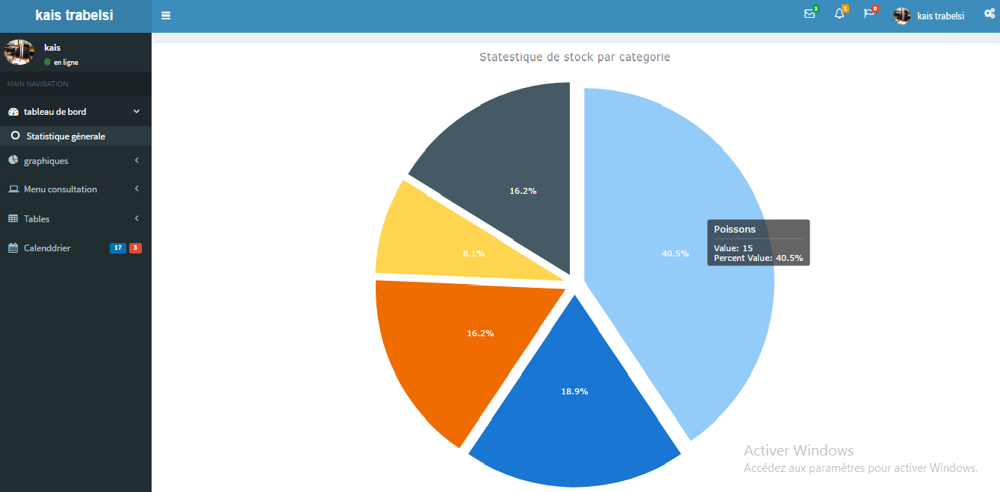 kais trabelsi
1
1
0
kais trabelsi
kais
en ligne
MAIN NAVIGATION
tableau de bord
Statistique génerale
graphiques
Menu consultation
Tables
Calenddrier
17
3
Statestique de stock par categorie
16.2%
8.1%
16.2%
18.9%
40.5%
Poissons
Value: 15
Percent Value: 40.5%
Activer Windows
Accédez aux paramètres pour activer Windows.